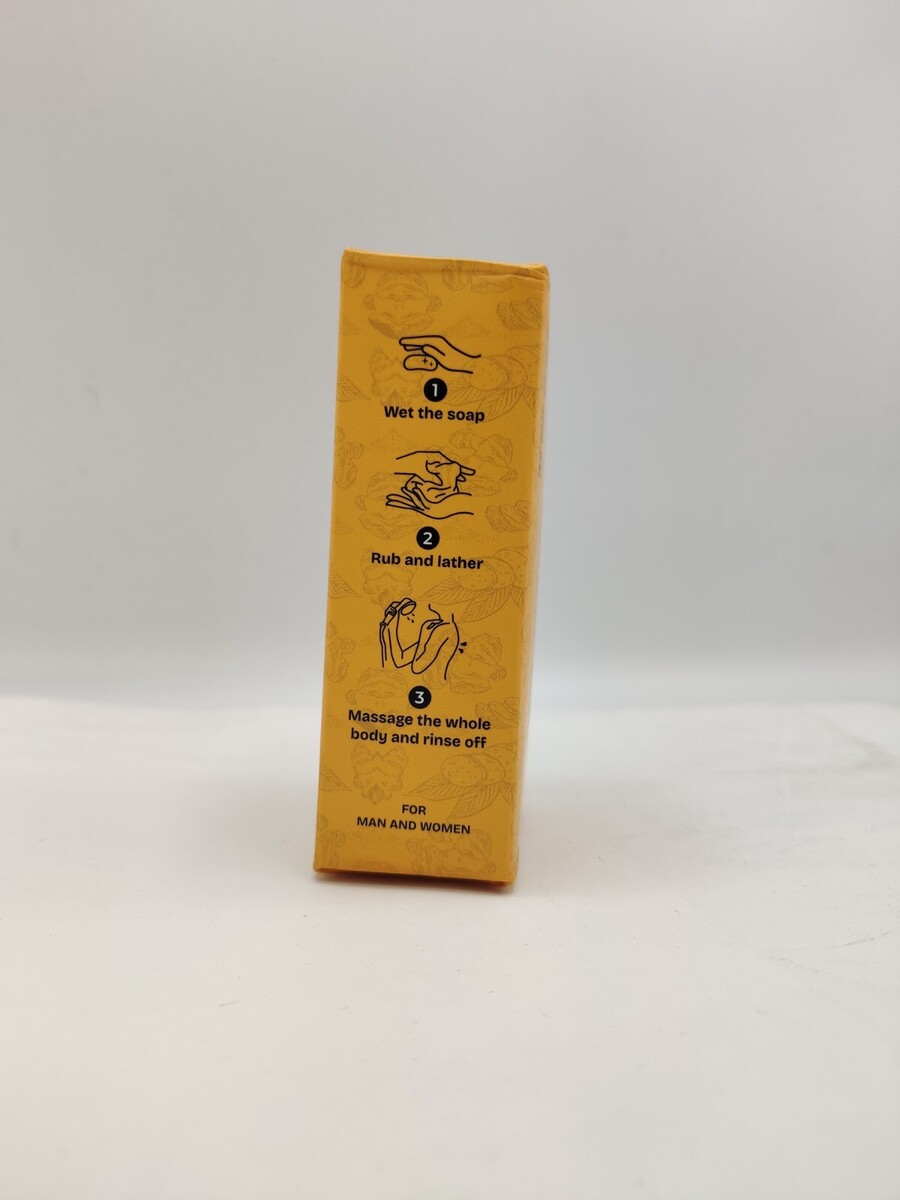 1
Wet the soap
2
Rub and lather
3
Massage the whole
body and rinse off
FOR
MAN AND WOMEN